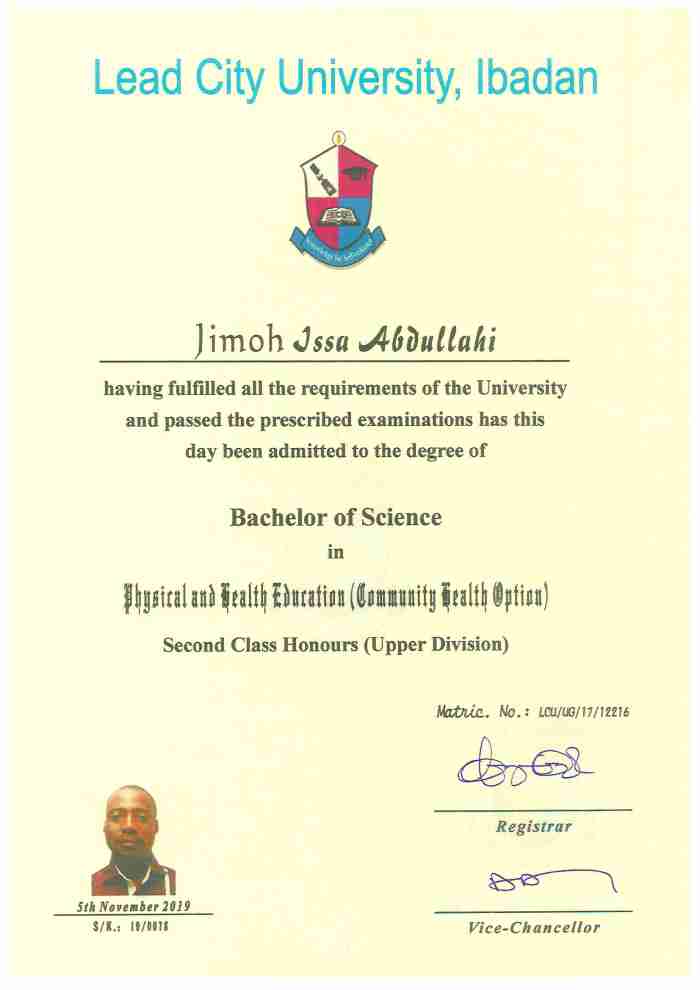 Lead City University, Ibadan
Knowledge for Self-reliance
Jimoh Issa Abdullahi
having fulfilled all the requirements of the University
and passed the prescribed examinations has this
day been admitted to the degree of
Bachelor of Science
in
Physical and Health Education (Community Health Option)
Second Class Honours (Upper Division)
Matric. No.: LCU/UG/17/12216
Registrar
5th November 2019
S/N.: 19/0076
Vice-Chancellor